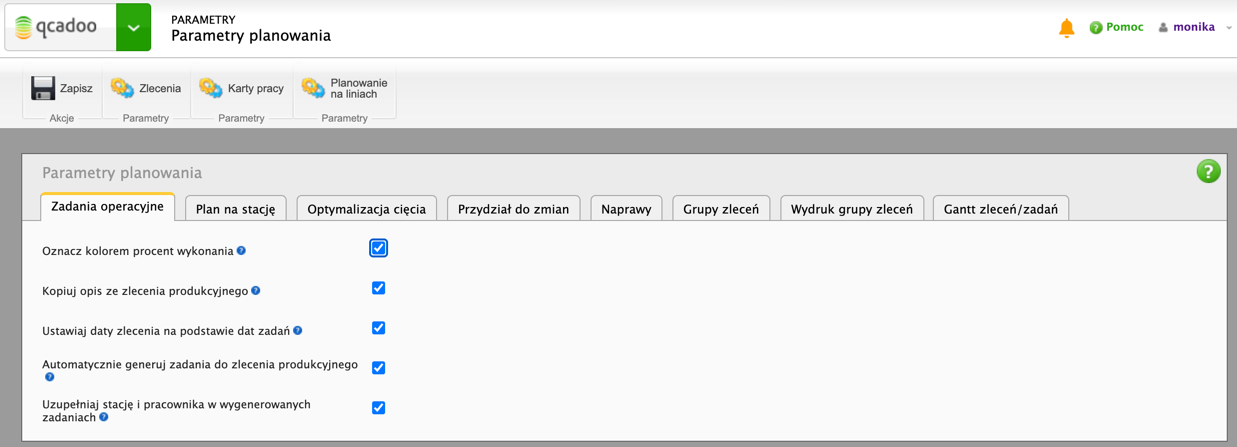 qcadoo
PARAMETRY
Parametry planowania
Pomoc
monika
Zapisz
Akcje
Zlecenia
Parametry
Karty pracy
Parametry
Planowanie
na liniach
Parametry
Parametry planowania
?
Zadania operacyjne
Plan na stację
Optymalizacja cięcia
Przydział do zmian
Naprawy
Grupy zleceń
Wydruk grupy zleceń
Gantt zleceń/zadań
Oznacz kolorem procent wykonania ?
Kopiuj opis ze zlecenia produkcyjnego ?
Ustawiaj daty zlecenia na podstawie dat zadań ?
Automatycznie generuj zadania do zlecenia produkcyjnego
?
Uzupełniaj stację i pracownika w wygenerowanych
zadaniach ?